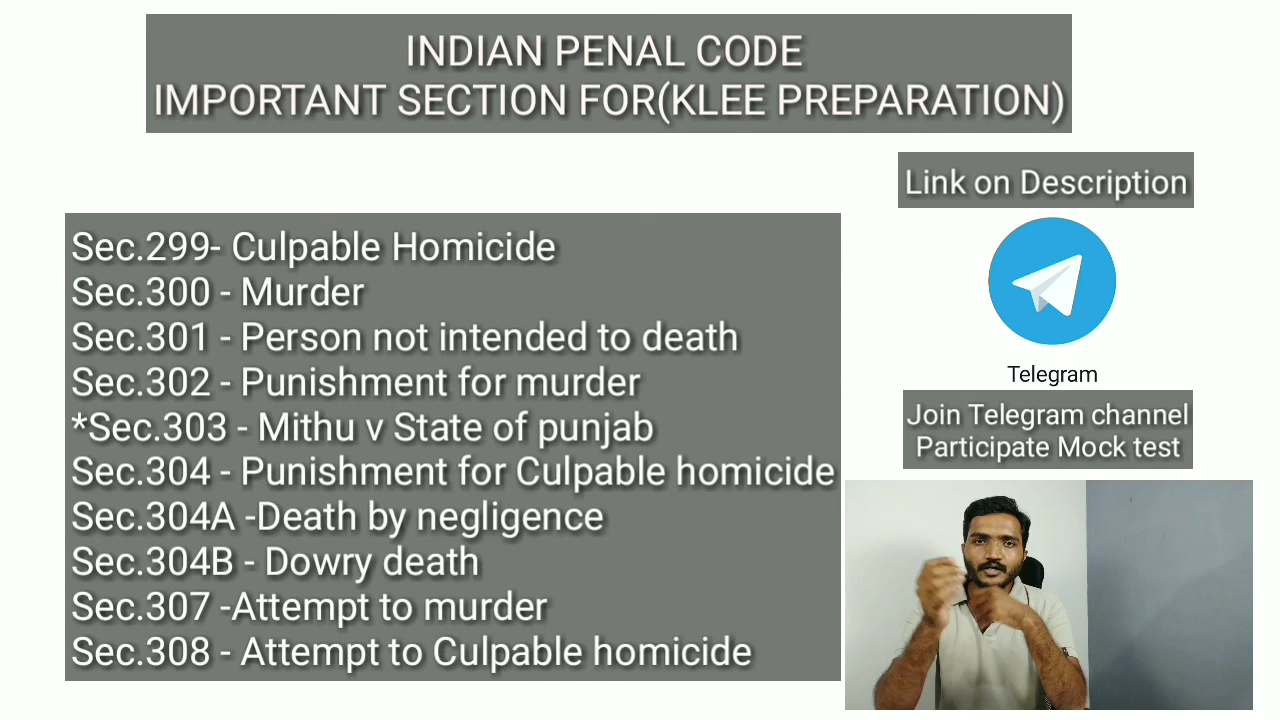 INDIAN PENAL CODE
IMPORTANT SECTION FOR(KLEE PREPARATION)
Link on Description
Sec.299- Culpable Homicide
Sec.300 - Murder
Sec.301 - Person not intended to death
Sec.302 - Punishment for murder
*Sec.303 - Mithu v State of punjab
Sec.304 - Punishment for Culpable homicide
Sec.304A -Death by negligence
Sec.304B - Dowry death
Sec.307 -Attempt to murder
Sec.308 - Attempt to Culpable homicide
Telegram
Join Telegram channel
Participate Mock test